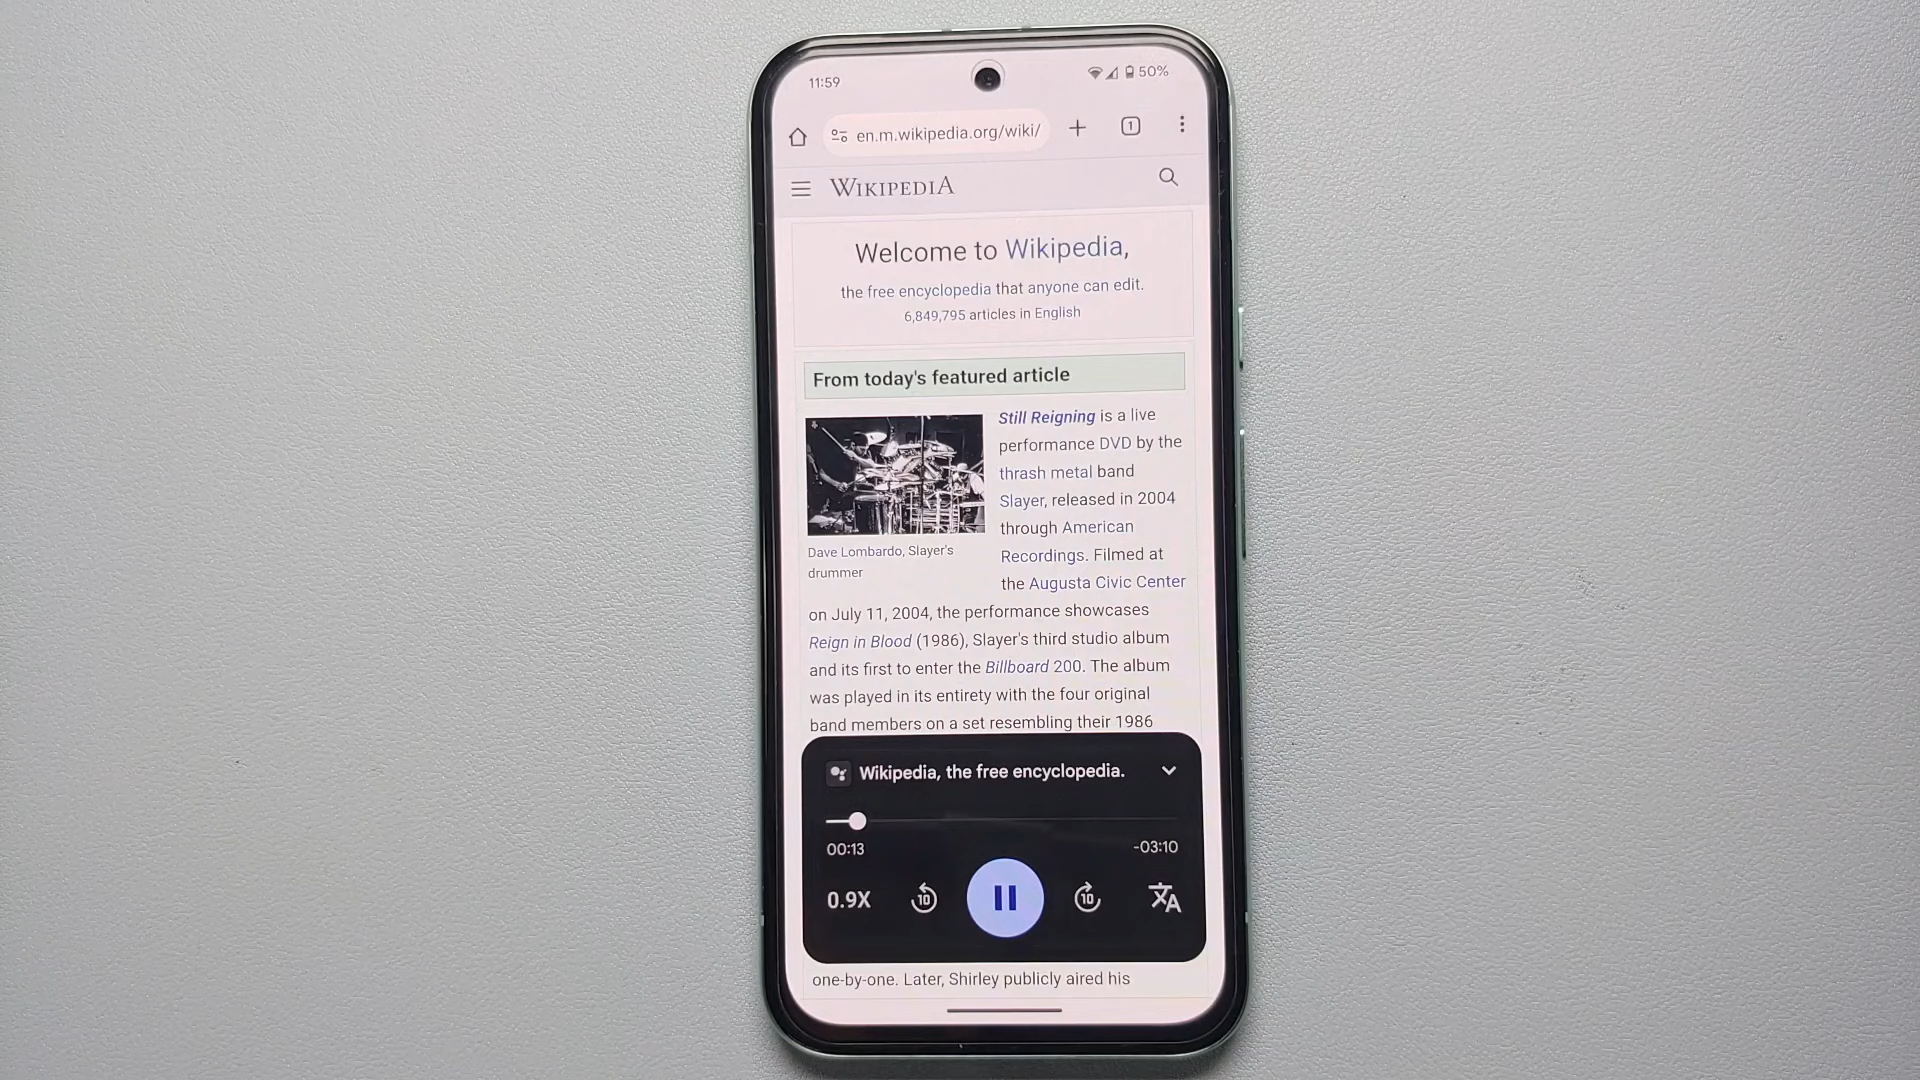 11:59
50%
en.m.wikipedia.org/wiki/
1
WIKIPEDIA
Welcome to Wikipedia,
the free encyclopedia that anyone can edit.
6,849,795 articles in English
From today's featured article
Still Reigning is a live
performance DVD by the
thrash metal band
Slayer, released in 2004
through American
Recordings. Filmed at
the Augusta Civic Center
Dave Lombardo, Slayer's
drummer
on July 11, 2004, the performance showcases
Reign in Blood (1986), Slayer's third studio album
and its first to enter the Billboard 200. The album
was played in its entirety with the four original
band members on a set resembling their 1986
Wikipedia, the free encyclopedia.
00:13
-03:10
0.9X
10
10
one-by-one. Later, Shirley publicly aired his